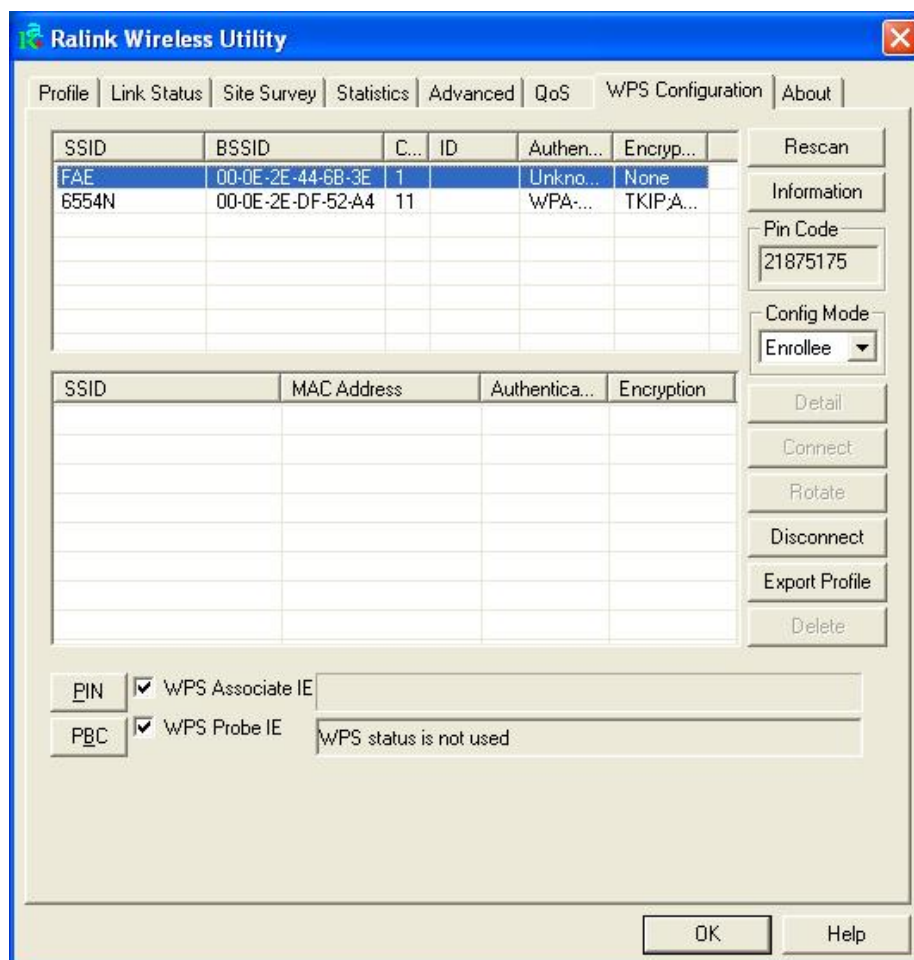 Ralink Wireless Utility
Profile Link Status Site Survey Statistics Advanced QoS WPS Configuration About
SSID BSSID C... ID Authen... Encryp...
FAE 00-0E-2E-44-6B-3E 1 Unkno... None
6554N 00-0E-2E-DF-52-A4 11 WPA-... TKIP;A...
Rescan
Information
Pin Code
21875175
Config Mode
Enrollee
SSID MAC Address Authentica... Encryption
Detail
Connect
Rotate
Disconnect
Export Profile
Delete
PIN WPS Associate IE
PBC WPS Probe IE WPS status is not used
OK Help